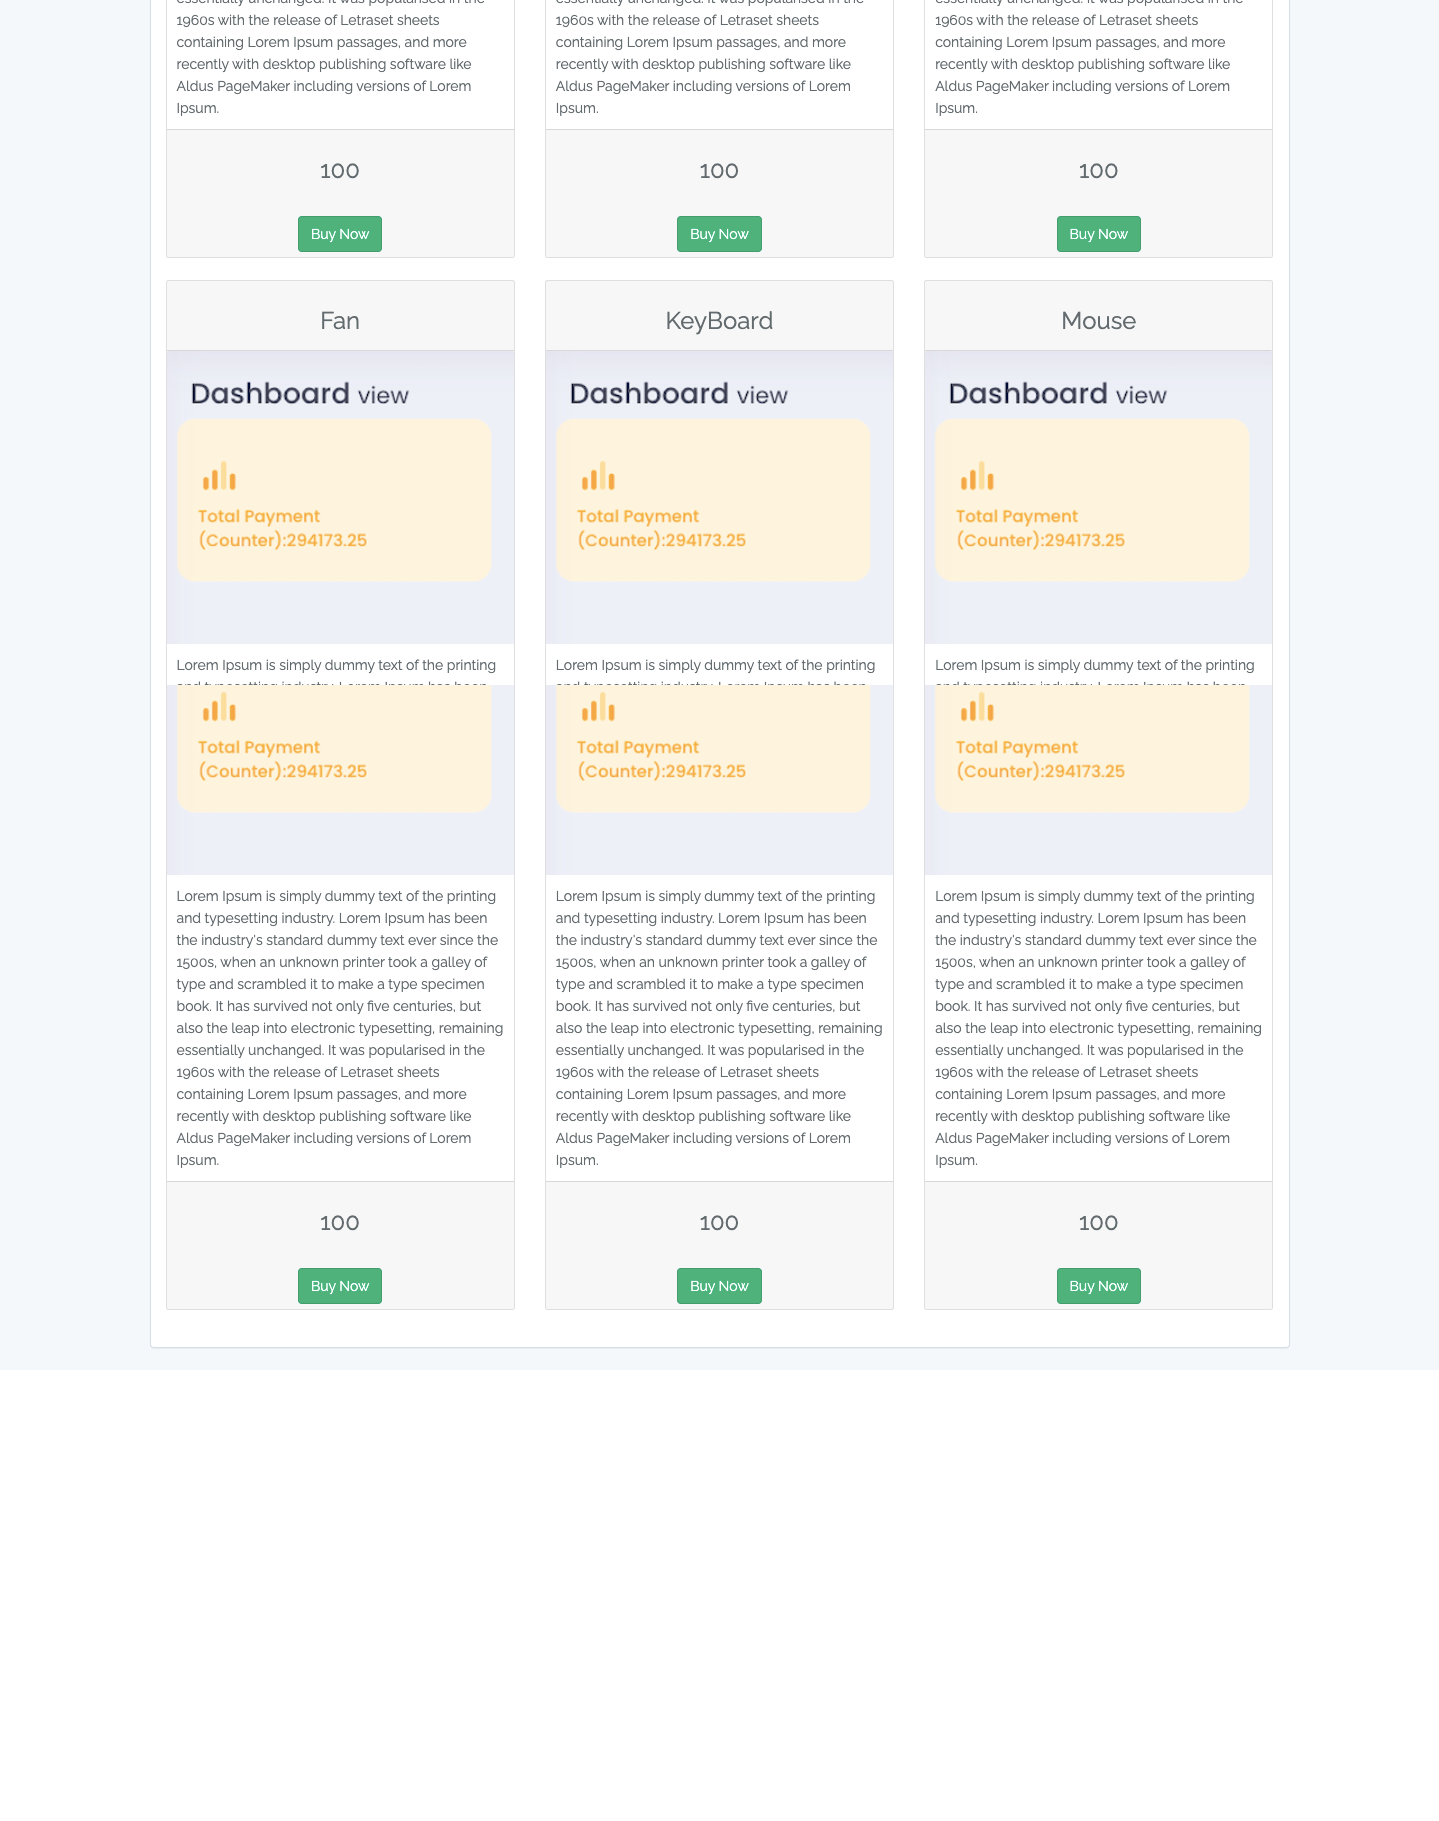 1960s with the release of Letraset sheets
containing Lorem Ipsum passages, and more
recently with desktop publishing software like
Aldus PageMaker including versions of Lorem
Ipsum.
100
Buy Now
1960s with the release of Letraset sheets
containing Lorem Ipsum passages, and more
recently with desktop publishing software like
Aldus PageMaker including versions of Lorem
Ipsum.
100
Buy Now
1960s with the release of Letraset sheets
containing Lorem Ipsum passages, and more
recently with desktop publishing software like
Aldus PageMaker including versions of Lorem
Ipsum.
100
Buy Now
Fan
Dashboard view
Total Payment
(Counter):294173.25
Lorem Ipsum is simply dummy text of the printing
Total Payment
(Counter):294173.25
Lorem Ipsum is simply dummy text of the printing
and typesetting industry. Lorem Ipsum has been
the industry's standard dummy text ever since the
1500s, when an unknown printer took a galley of
type and scrambled it to make a type specimen
book. It has survived not only five centuries, but
also the leap into electronic typesetting, remaining
essentially unchanged. It was popularised in the
1960s with the release of Letraset sheets
containing Lorem Ipsum passages, and more
recently with desktop publishing software like
Aldus PageMaker including versions of Lorem
Ipsum.
100
Buy Now
KeyBoard
Dashboard view
Total Payment
(Counter):294173.25
Lorem Ipsum is simply dummy text of the printing
Total Payment
(Counter):294173.25
Lorem Ipsum is simply dummy text of the printing
and typesetting industry. Lorem Ipsum has been
the industry's standard dummy text ever since the
1500s, when an unknown printer took a galley of
type and scrambled it to make a type specimen
book. It has survived not only five centuries, but
also the leap into electronic typesetting, remaining
essentially unchanged. It was popularised in the
1960s with the release of Letraset sheets
containing Lorem Ipsum passages, and more
recently with desktop publishing software like
Aldus PageMaker including versions of Lorem
Ipsum.
100
Buy Now
Mouse
Dashboard view
Total Payment
(Counter):294173.25
Lorem Ipsum is simply dummy text of the printing
Total Payment
(Counter):294173.25
Lorem Ipsum is simply dummy text of the printing
and typesetting industry. Lorem Ipsum has been
the industry's standard dummy text ever since the
1500s, when an unknown printer took a galley of
type and scrambled it to make a type specimen
book. It has survived not only five centuries, but
also the leap into electronic typesetting, remaining
essentially unchanged. It was popularised in the
1960s with the release of Letraset sheets
containing Lorem Ipsum passages, and more
recently with desktop publishing software like
Aldus PageMaker including versions of Lorem
Ipsum.
100
Buy Now